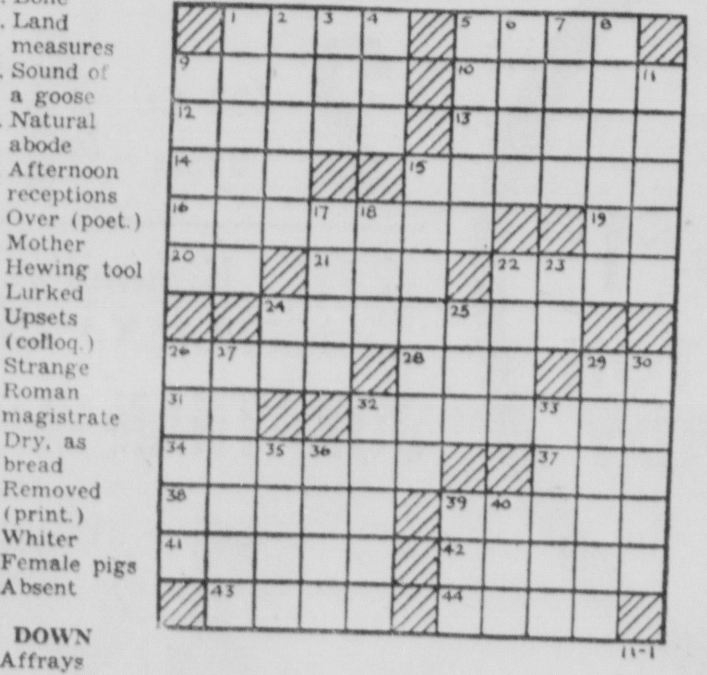 . Land
measures
. Sound of
a goose
. Natural
abode
Afternoon
receptions
Over (poet.)
Mother
Hewing tool
Lurked
Upsets
(colloq.)
Strange
Roman
magistrate
Dry, as
bread
Removed
(print.)
Whiter
Female pigs
Absent
DOWN
Affrays
1 2 3 4 5 6 7 8
9 10 11
12 13
14 15
16 17 18 19
20 21 22 23
24 25
26 27 28 29 30
31 32 33
34 35 36 37
38 39 40
41 42
43 44
11-1